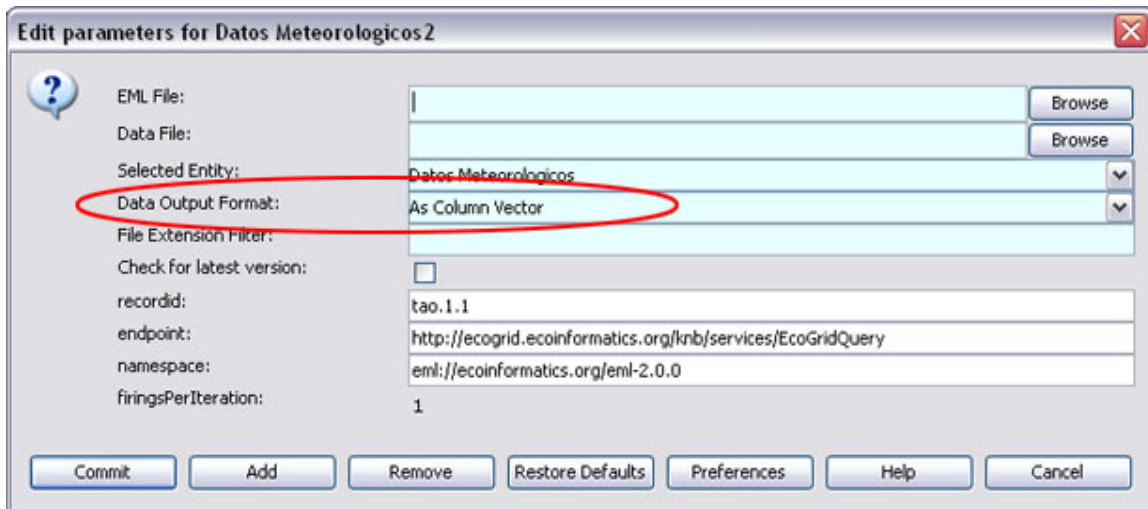 Edit parameters for Datos Meteorologicos2
EML File: Browse
Data File: Browse
Selected Entity: Datos Meteorologicos
Data Output Format: As Column Vector
File Extension Filter:
Check for latest version:
recordid: tao.1.1
endpoint: http://ecogrid.ecoinformatics.org/knb/services/EcoGridQuery
namespace: eml://ecoinformatics.org/eml-2.0.0
firingsPerIteration: 1
Commit Add Remove Restore Defaults Preferences Help Cancel